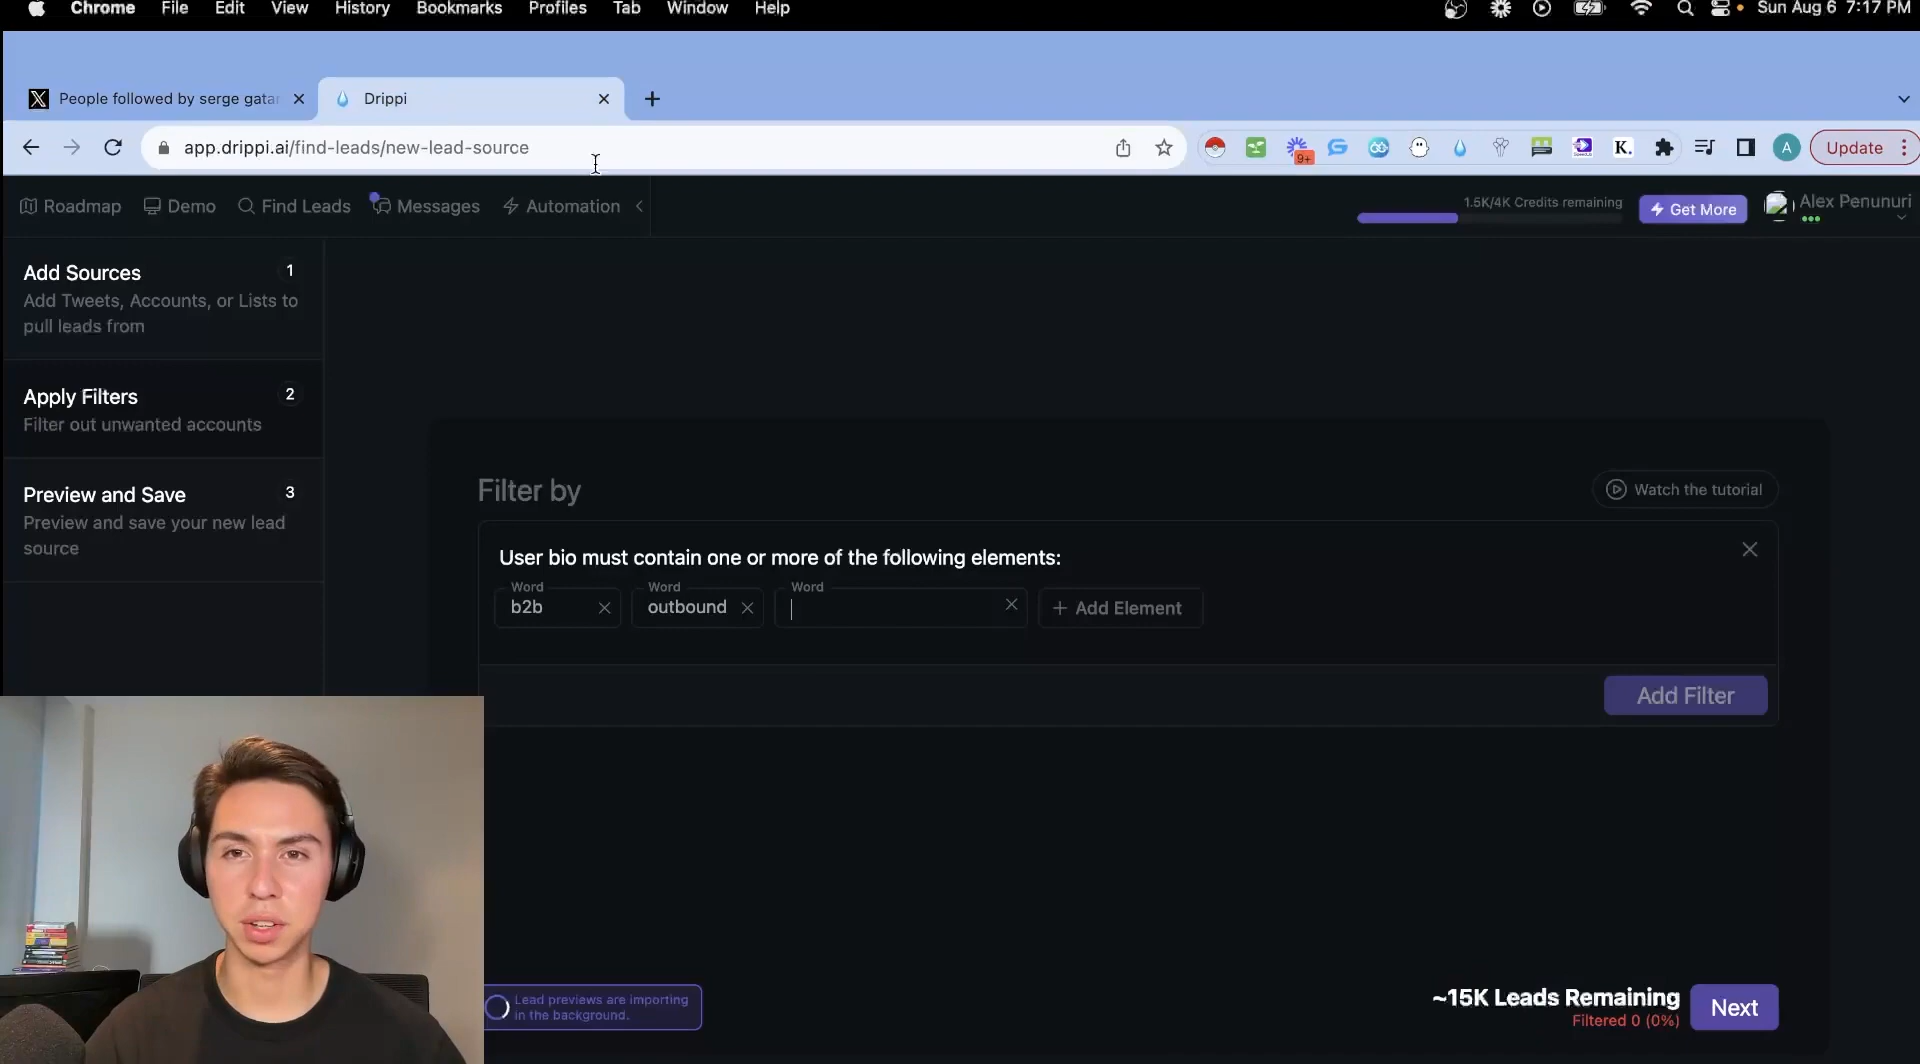 Chrome File Edit View History Bookmarks Profiles Tab Window Help Sun Aug 6 7:17 PM
People followed by serge gatar
Drippi
app.drippi.ai/find-leads/new-lead-source
9+
K.
A
Update
Roadmap Demo Find Leads Messages Automation
1.5K/4K Credits remaining
Get More
Alex Penunuri
Add Sources 1
Add Tweets, Accounts, or Lists to
pull leads from
Apply Filters 2
Filter out unwanted accounts
Preview and Save 3
Preview and save your new lead
source
Filter by
Watch the tutorial
User bio must contain one or more of the following elements:
Word Word Word
b2b outbound + Add Element
Add Filter
Lead previews are importing
in the background.
~15K Leads Remaining
Filtered 0 (0%)
Next